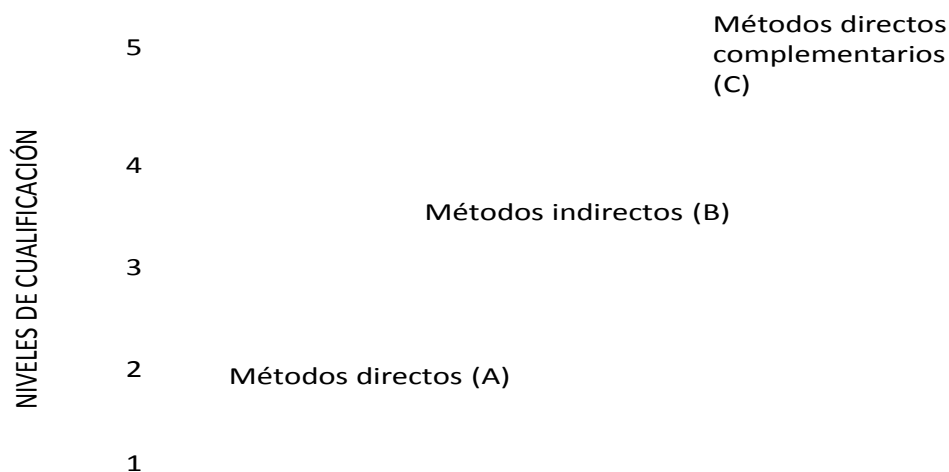 5
Métodos directos
complementarios
(C)
4
Métodos indirectos (B)
3
2
Métodos directos (A)
1
NIVELES DE CUALIFICACIÓN